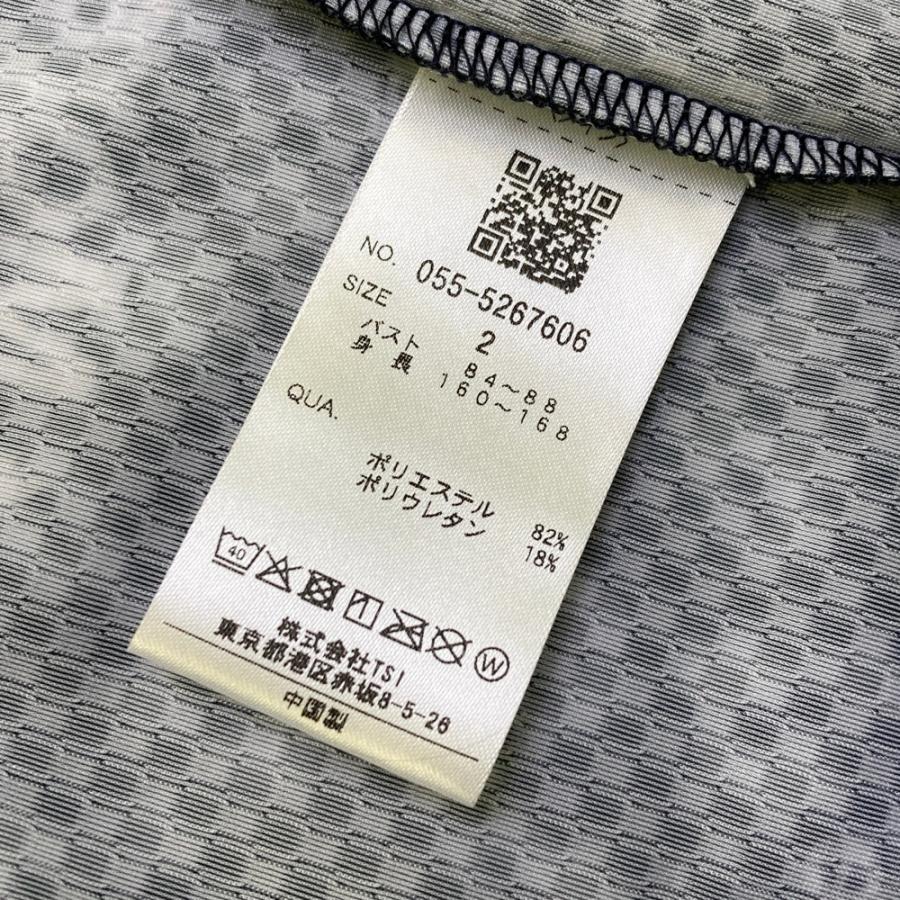 NO. 055-5267606
SIZE 2
バスト 84～88
身長 160～168
QUA.
ポリエステル 82%
ポリウレタン 18%
40
W
株式会社TSI
東京都港区赤坂8-5-26
中国製